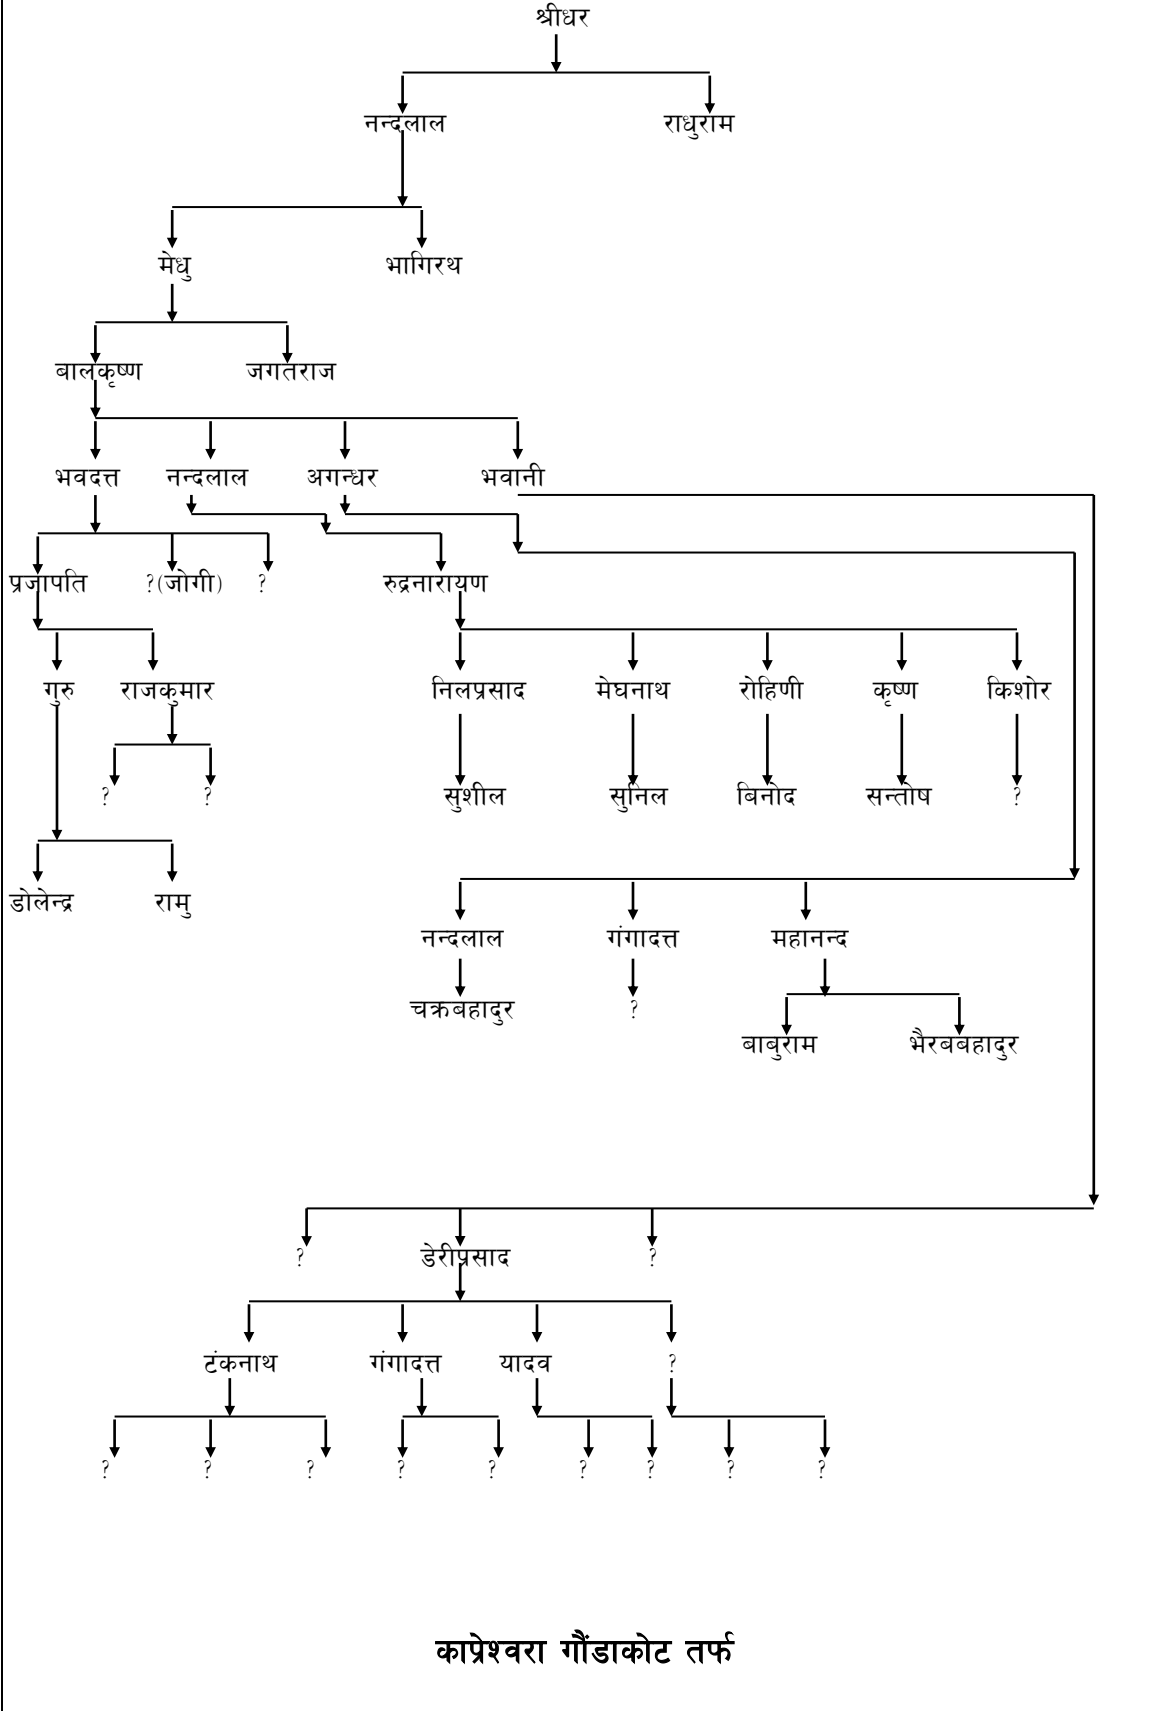 श्रीधर
नन्दलाल राधुराम
मेधु भागिरथ
बालकृष्ण जगतराज
भवदत्त नन्दलाल अगन्धर भवानी
प्रजापति ?(जोगी) ? रुद्रनारायण
गुरु राजकुमार निलप्रसाद मेघनाथ रोहिणी कृष्ण किशोर
? ? सुशील सुनिल बिनोद सन्तोष ?
डोलेन्द्र रामु
नन्दलाल गंगादत्त महानन्द
चक्रबहादुर ?
बाबुराम भैरबबहादुर
? डेरीप्रसाद ?
टंकनाथ गंगादत्त यादव ?
? ? ? ? ? ? ? ? ?
काप्रेश्वरा गौंडाकोट तर्फ